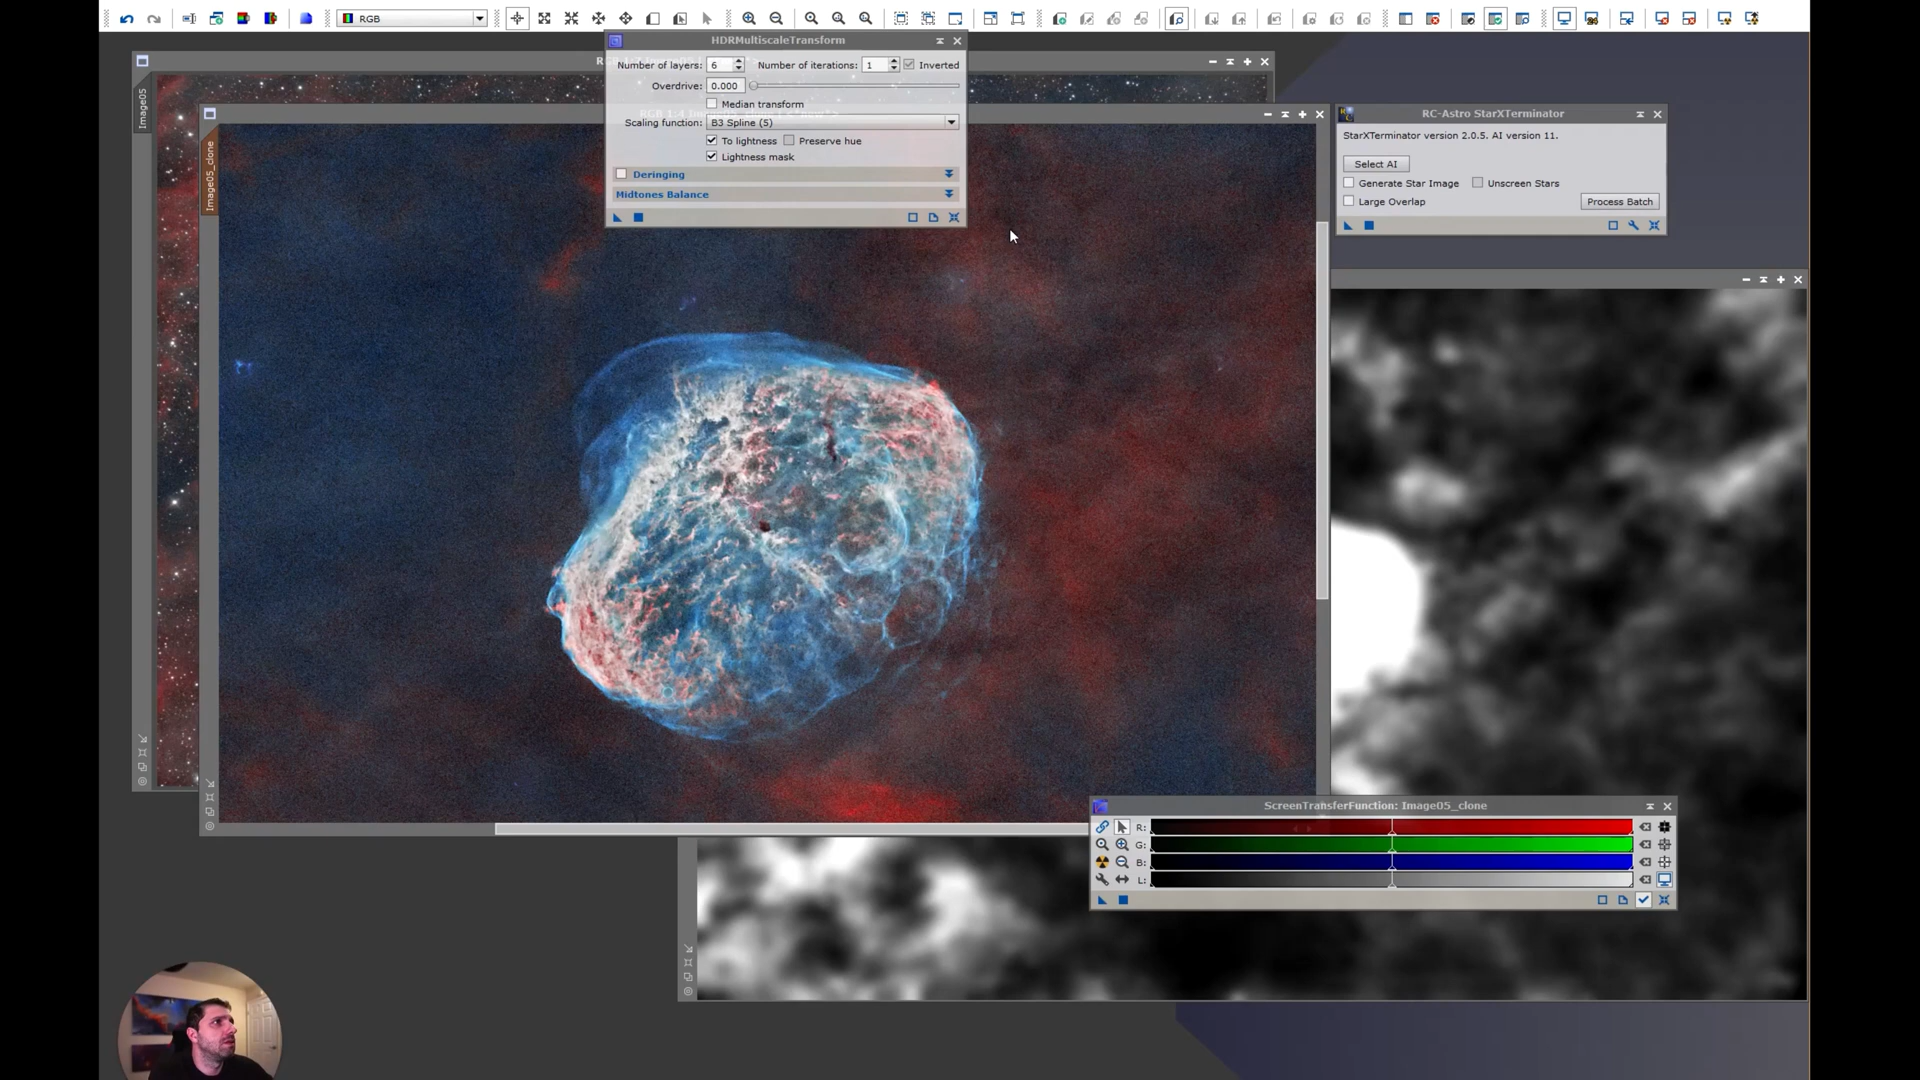 RGB
HDRMultiscaleTransform
Number of layers: 6 Number of iterations: 1 Inverted
Overdrive: 0.000
Median transform
Scaling function: B3 Spline (5)
To lightness Preserve hue
Lightness mask
Deringing
Midtones Balance
Image05
Image05_clone
RC-Astro StarXTerminator
StarXTerminator version 2.0.5. AI version 11.
Select AI
Generate Star Image Unscreen Stars
Large Overlap Process Batch
ScreenTransferFunction: Image05_clone
R:
G:
B:
L: